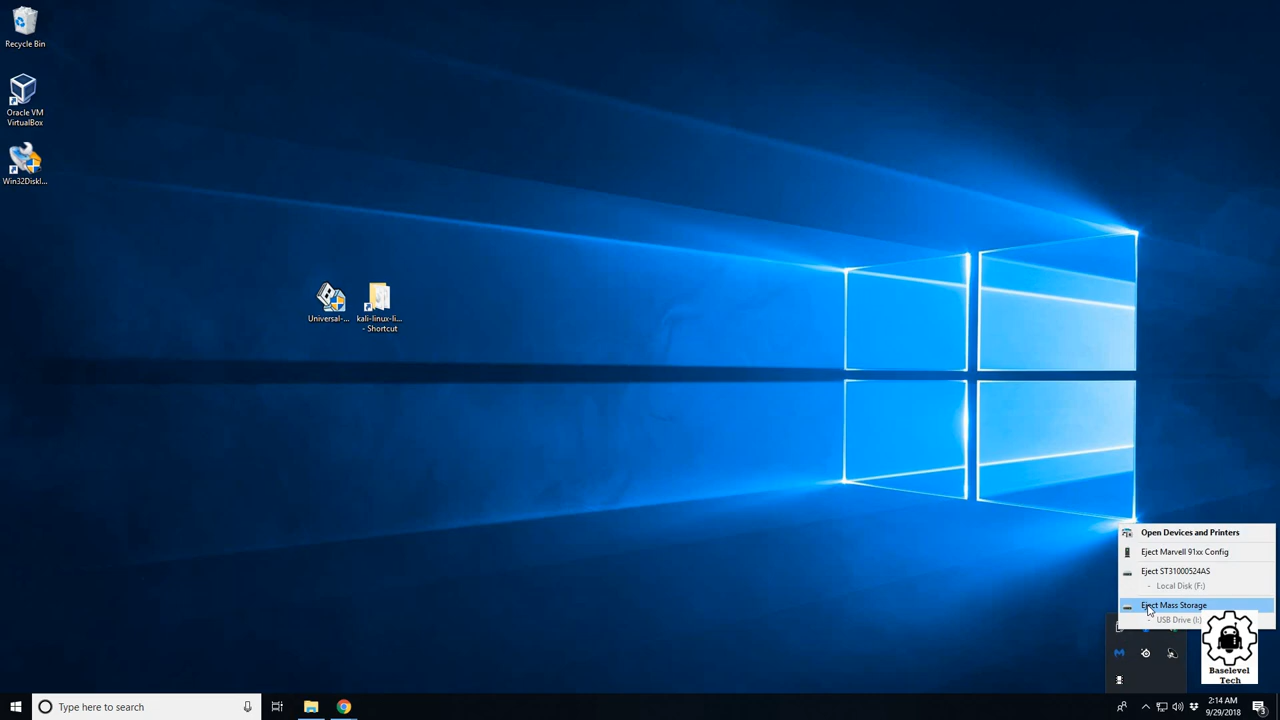 Recycle Bin
Oracle VM
VirtualBox
Win32DiskI...
Universal-...
kali-linux-li...
- Shortcut
Open Devices and Printers
Eject Marvell 91xx Config
Eject ST31000524AS
- Local Disk (F:)
Eject Mass Storage
- USB Drive (I:)
Baselevel
Tech
Type here to search
2:14 AM
9/29/2018
3